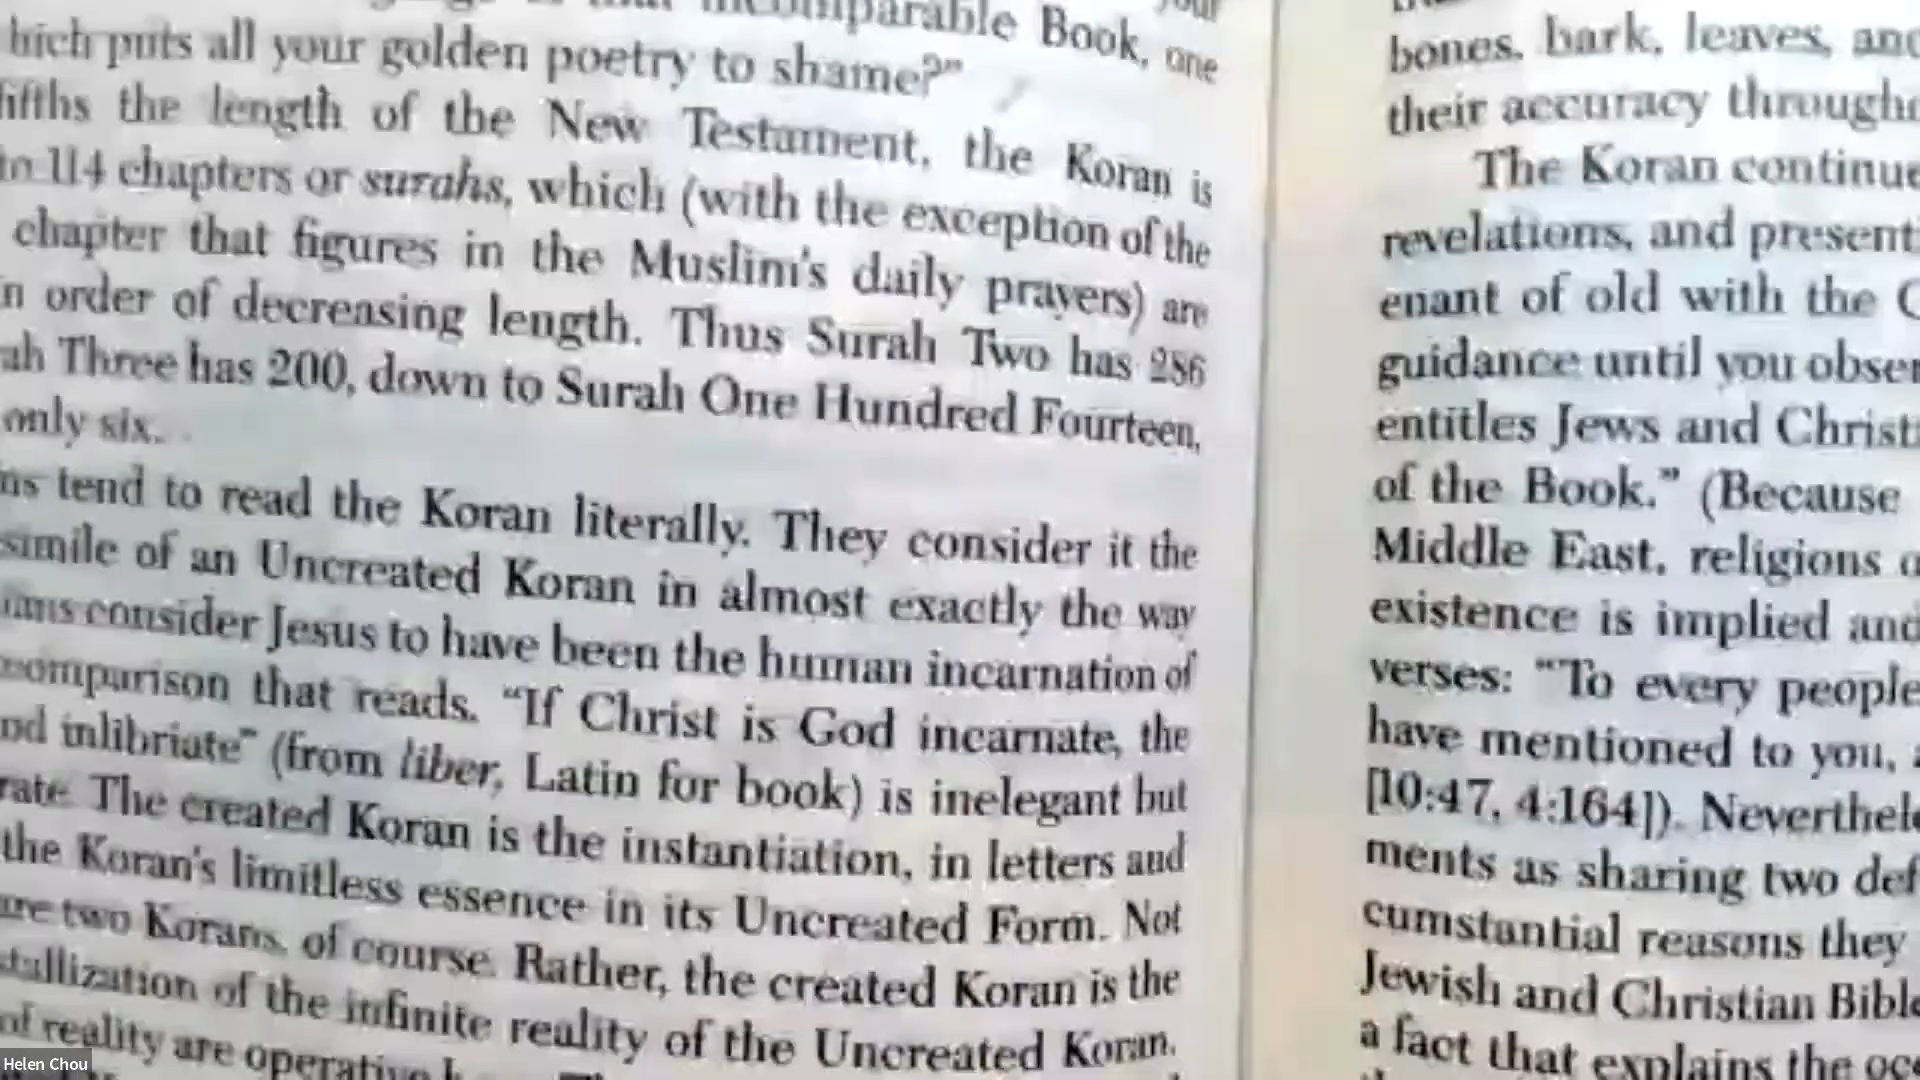 incomparable Book, one
hich puts all your golden poetry to shame?”
fifths the length of the New Testament, the Koran is
to 114 chapters or surahs, which (with the exception of the
chapter that figures in the Muslim's daily prayers) are
n order of decreasing length. Thus Surah Two has 286
ah Three has 200, down to Surah One Hundred Fourteen,
only six.
ns tend to read the Koran literally. They consider it the
simile of an Uncreated Koran in almost exactly the way
ians consider Jesus to have been the human incarnation of
comparison that reads, “If Christ is God incarnate, the
nd inlibriate” (from liber, Latin for book) is inelegant but
rate. The created Koran is the instantiation, in letters and
the Koran's limitless essence in its Uncreated Form. Not
are two Korans, of course. Rather, the created Koran is the
stallization of the infinite reality of the Uncreated Koran.
of reality are operative
bones, bark, leaves, and
their accuracy througho
The Koran continue
revelations, and presenti
enant of old with the C
guidance until you obser
entitles Jews and Christi
of the Book.” (Because
Middle East, religions o
existence is implied and
verses: “To every people
have mentioned to you, a
[10:47, 4:164]). Neverthele
ments as sharing two def
cumstantial reasons they
Jewish and Christian Bible
a fact that explains the occ
Helen Chou